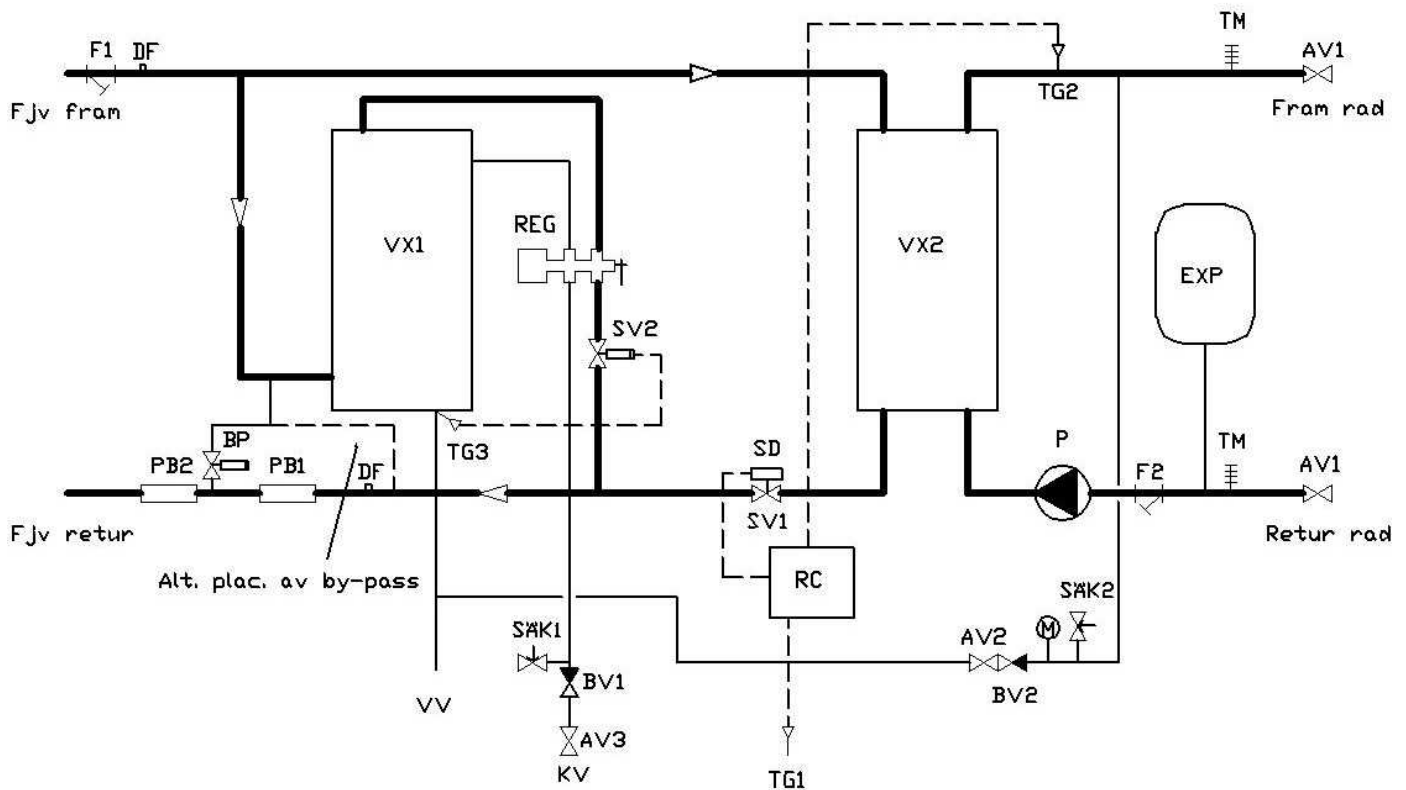 F1 DF TM AV1
Fjv fram TG2 Fram rad
REG
VX1 VX2
EXP
SV2
BP TG3 P
PB2 PB1 DF SD F2 TM AV1
SV1
Fjv retur Retur rad
Alt. plac. av by-pass RC
SÄK2
SÄK1 AV2 M
BV1 BV2
VV
AV3
KV TG1